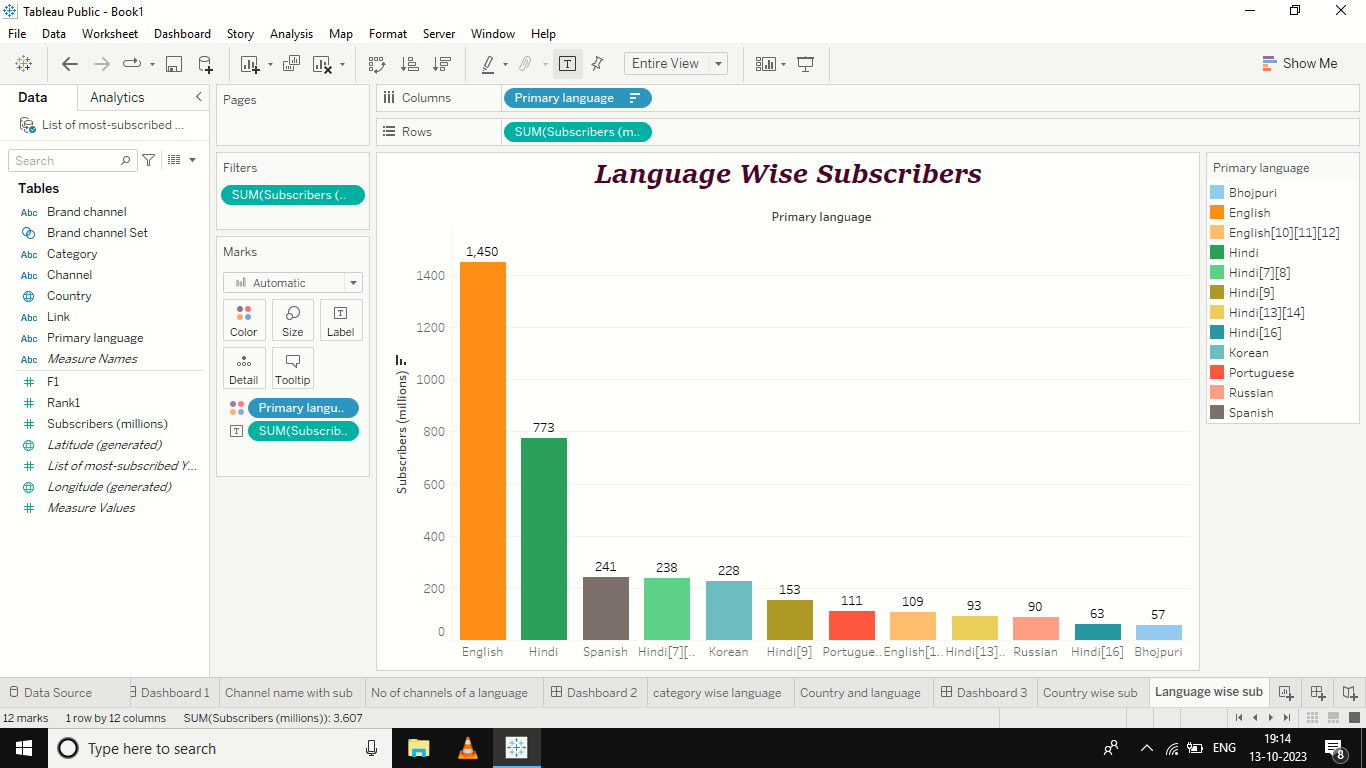 Tableau Public - Book1
File Data Worksheet Dashboard Story Analysis Map Format Server Window Help
Entire View
Show Me
Data Analytics
List of most-subscribed ...
Search
Tables
Abc Brand channel
Brand channel Set
Abc Category
Abc Channel
Country
Abc Link
Abc Primary language
Abc Measure Names
F1
Rank1
Subscribers (millions)
Latitude (generated)
List of most-subscribed Y...
Longitude (generated)
Measure Values
Pages
Filters
SUM(Subscribers (..
Marks
Automatic
Color Size Label
Detail Tooltip
Primary langu..
SUM(Subscrib..
Columns Primary language
Rows SUM(Subscribers (m..
Language Wise Subscribers
Primary language
Subscribers (millions)
1400
1200
1000
800
600
400
200
0
1,450
773
241
238
228
153
111
109
93
90
63
57
English Hindi Spanish Hindi[7][.. Korean Hindi[9] Portugue.. English[1.. Hindi[13].. Russian Hindi[16] Bhojpuri
Primary language
Bhojpuri
English
English[10][11][12]
Hindi
Hindi[7][8]
Hindi[9]
Hindi[13][14]
Hindi[16]
Korean
Portuguese
Russian
Spanish
Data Source Dashboard 1 Channel name with sub No of channels of a language Dashboard 2 category wise language Country and language Dashboard 3 Country wise sub Language wise sub
12 marks 1 row by 12 columns SUM(Subscribers (millions)): 3,607
Type here to search
ENG
19:14
13-10-2023
8